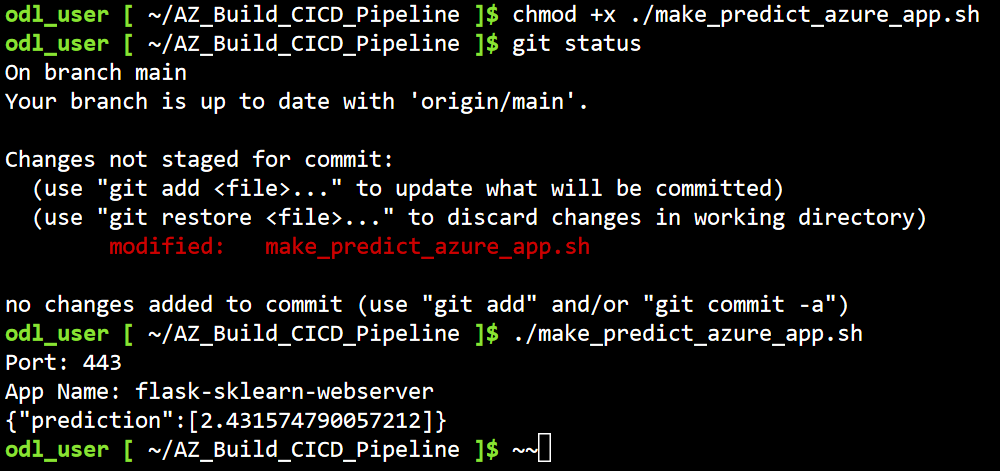 odl_user [ ~/AZ_Build_CICD_Pipeline ]$ chmod +x ./make_predict_azure_app.sh
odl_user [ ~/AZ_Build_CICD_Pipeline ]$ git status
On branch main
Your branch is up to date with 'origin/main'.

Changes not staged for commit:
  (use "git add <file>..." to update what will be committed)
  (use "git restore <file>..." to discard changes in working directory)
        modified:   make_predict_azure_app.sh

no changes added to commit (use "git add" and/or "git commit -a")
odl_user [ ~/AZ_Build_CICD_Pipeline ]$ ./make_predict_azure_app.sh
Port: 443
App Name: flask-sklearn-webserver
{"prediction":[2.431574790057212]}
odl_user [ ~/AZ_Build_CICD_Pipeline ]$ ~~